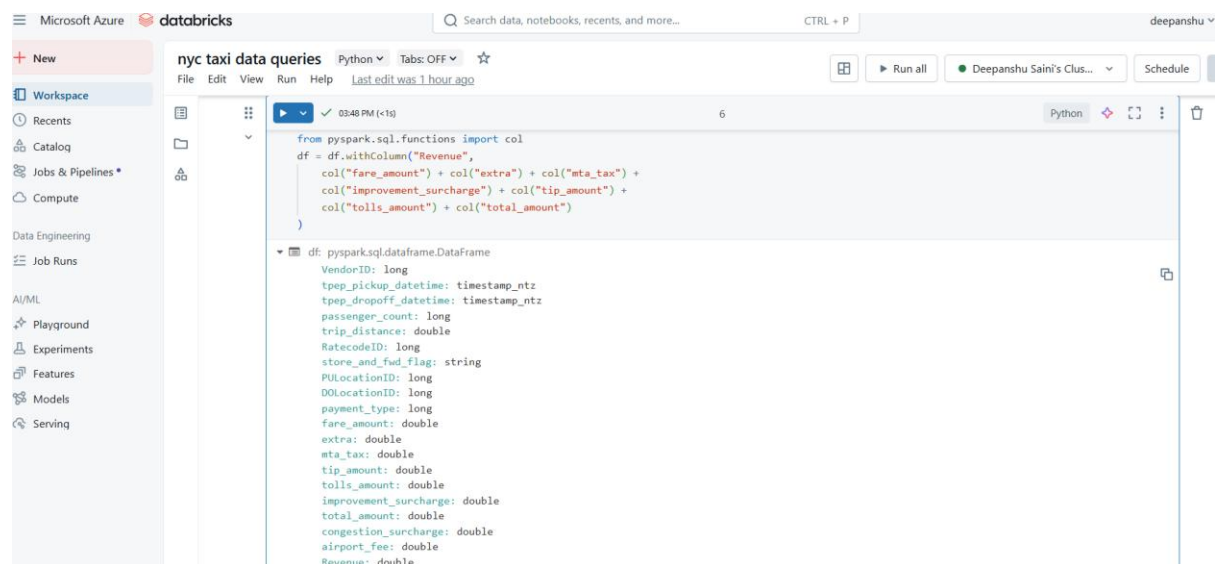 Microsoft Azure databricks
Search data, notebooks, recents, and more...
CTRL + P
deepanshu
+ New
nyc taxi data queries Python Tabs: OFF
File Edit View Run Help Last edit was 1 hour ago
Run all
Deepanshu Saini's Clus...
Schedule
Workspace
Recents
Catalog
Jobs & Pipelines
Compute
Data Engineering
Job Runs
AI/ML
Playground
Experiments
Features
Models
Serving
03:48 PM (<1s)
6
Python
from pyspark.sql.functions import col
df = df.withColumn("Revenue",
col("fare_amount") + col("extra") + col("mta_tax") +
col("improvement_surcharge") + col("tip_amount") +
col("tolls_amount") + col("total_amount")
)
df: pyspark.sql.dataframe.DataFrame
VendorID: long
tpep_pickup_datetime: timestamp_ntz
tpep_dropoff_datetime: timestamp_ntz
passenger_count: long
trip_distance: double
RatecodeID: long
store_and_fwd_flag: string
PULocationID: long
DOLocationID: long
payment_type: long
fare_amount: double
extra: double
mta_tax: double
tip_amount: double
tolls_amount: double
improvement_surcharge: double
total_amount: double
congestion_surcharge: double
airport_fee: double
Revenue: double